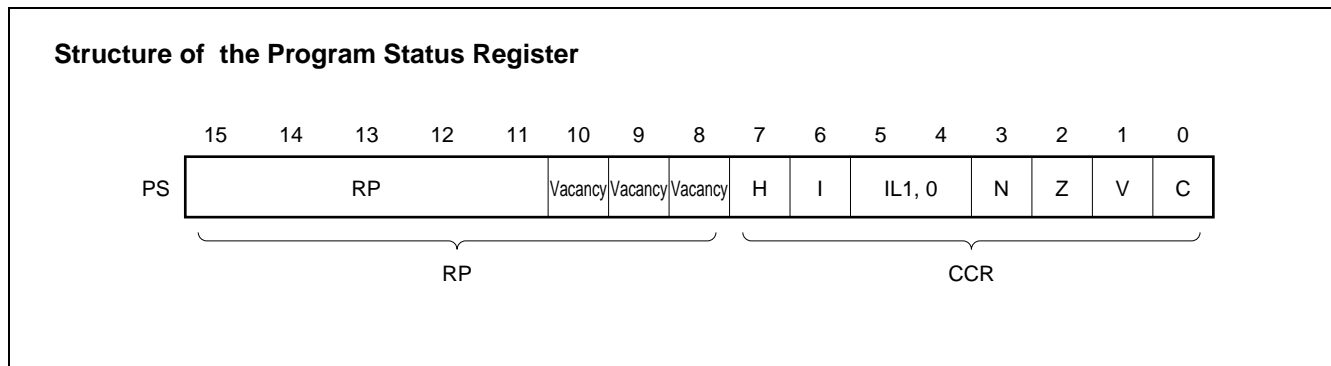 Structure of the Program Status Register
15 14 13 12 11 10 9 8 7 6 5 4 3 2 1 0
PS RP Vacancy Vacancy Vacancy H I IL1, 0 N Z V C
RP CCR